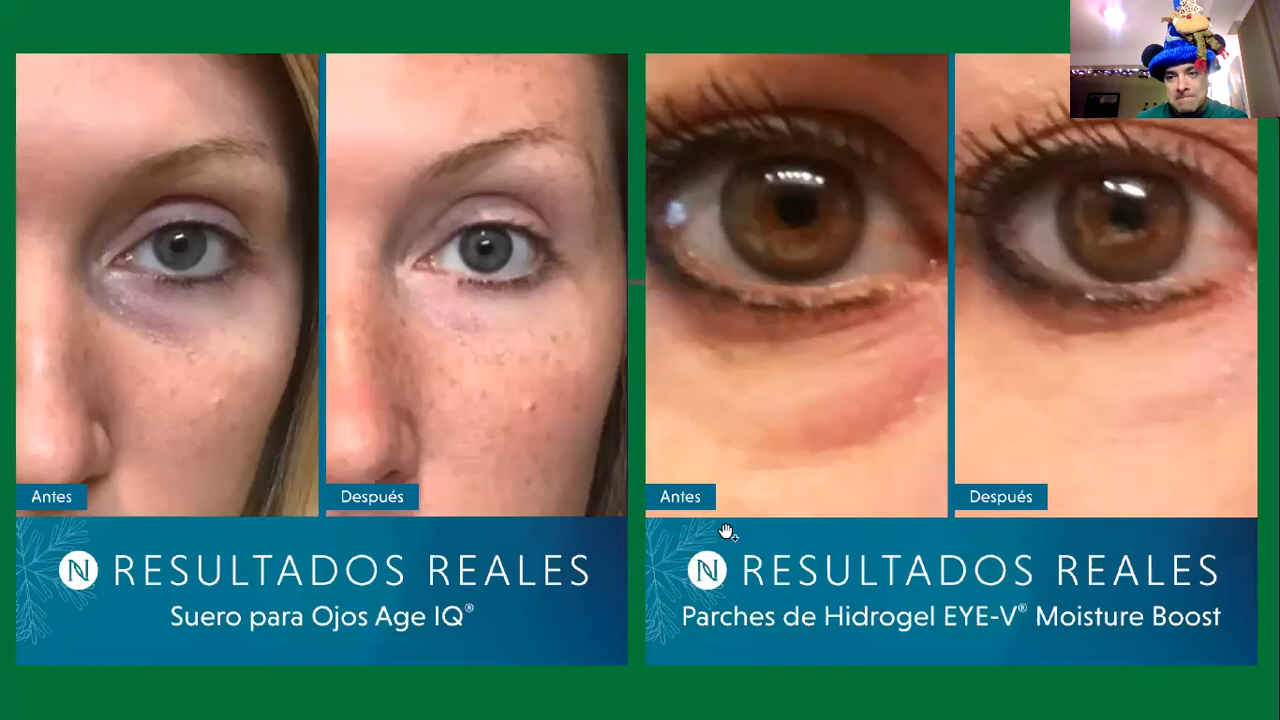 Antes
Después
N RESULTADOS REALES
Suero para Ojos Age IQ®
Antes
Después
N RESULTADOS REALES
Parches de Hidrogel EYE-V® Moisture Boost